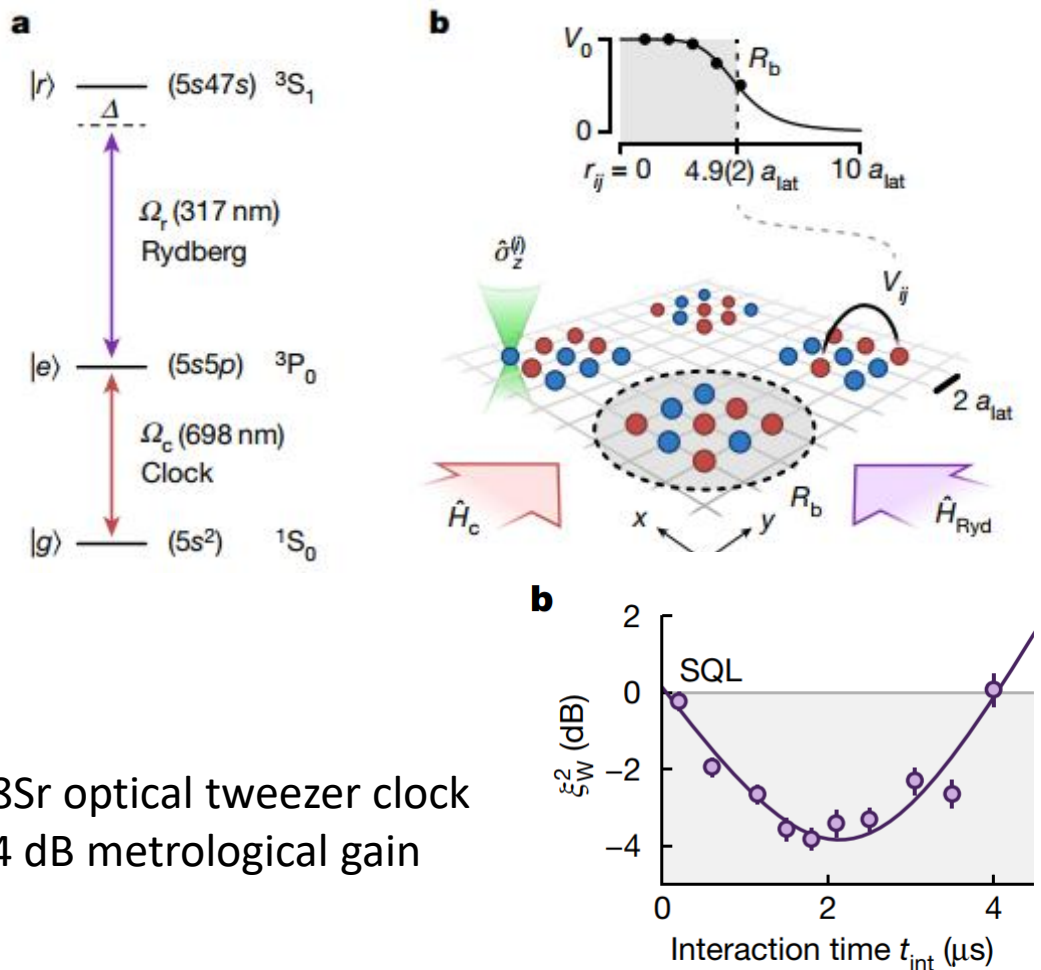 a
|r⟩ (5s47s) ³S₁
Δ
Ωᵣ (317 nm)
Rydberg
|e⟩ (5s5p) ³P₀
Ω_c (698 nm)
Clock
|g⟩ (5s²) ¹S₀
b
V₀
R_b
0
r_ij = 0 4.9(2) a_lat 10 a_lat
σ̂_z^(j)
V_ij
2 a_lat
R_b
Ĥ_c
x y
Ĥ_Ryd
b
2
SQL
0
−2
−4
ξ²_W (dB)
0 2 4
Interaction time t_int (μs)
8Sr optical tweezer clock
4 dB metrological gain